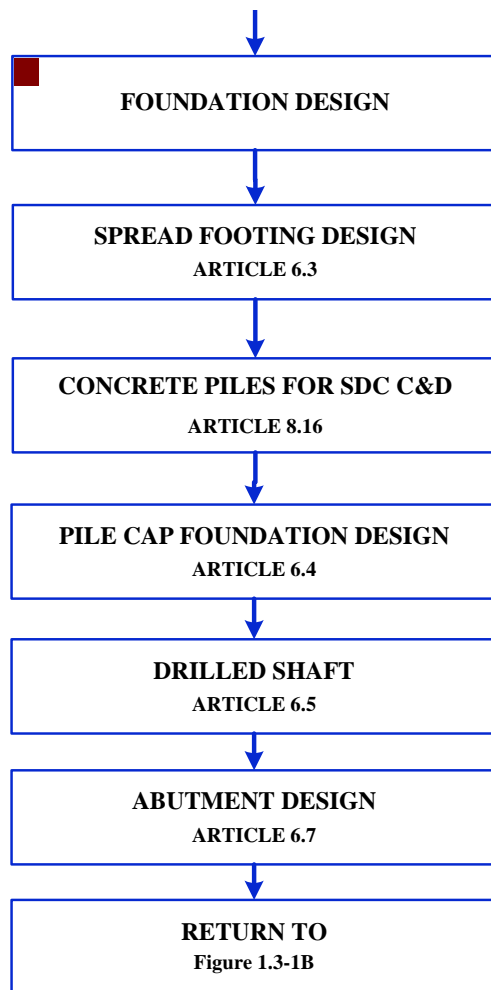 FOUNDATION DESIGN
SPREAD FOOTING DESIGN
ARTICLE 6.3
CONCRETE PILES FOR SDC C&D
ARTICLE 8.16
PILE CAP FOUNDATION DESIGN
ARTICLE 6.4
DRILLED SHAFT
ARTICLE 6.5
ABUTMENT DESIGN
ARTICLE 6.7
RETURN TO
Figure 1.3-1B